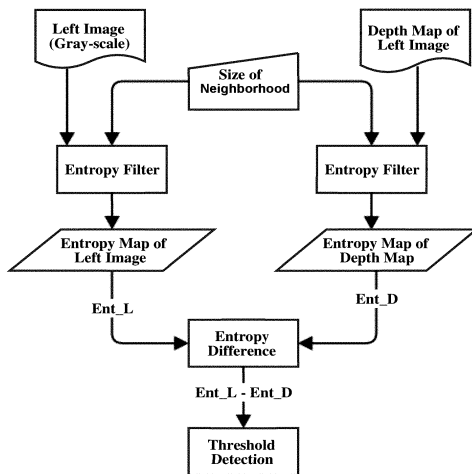 Left Image
(Gray-scale)
Size of
Neighborhood
Depth Map of
Left Image
Entropy Filter
Entropy Filter
Entropy Map of
Left Image
Entropy Map of
Depth Map
Ent_L
Ent_D
Entropy
Difference
Ent_L - Ent_D
Threshold
Detection